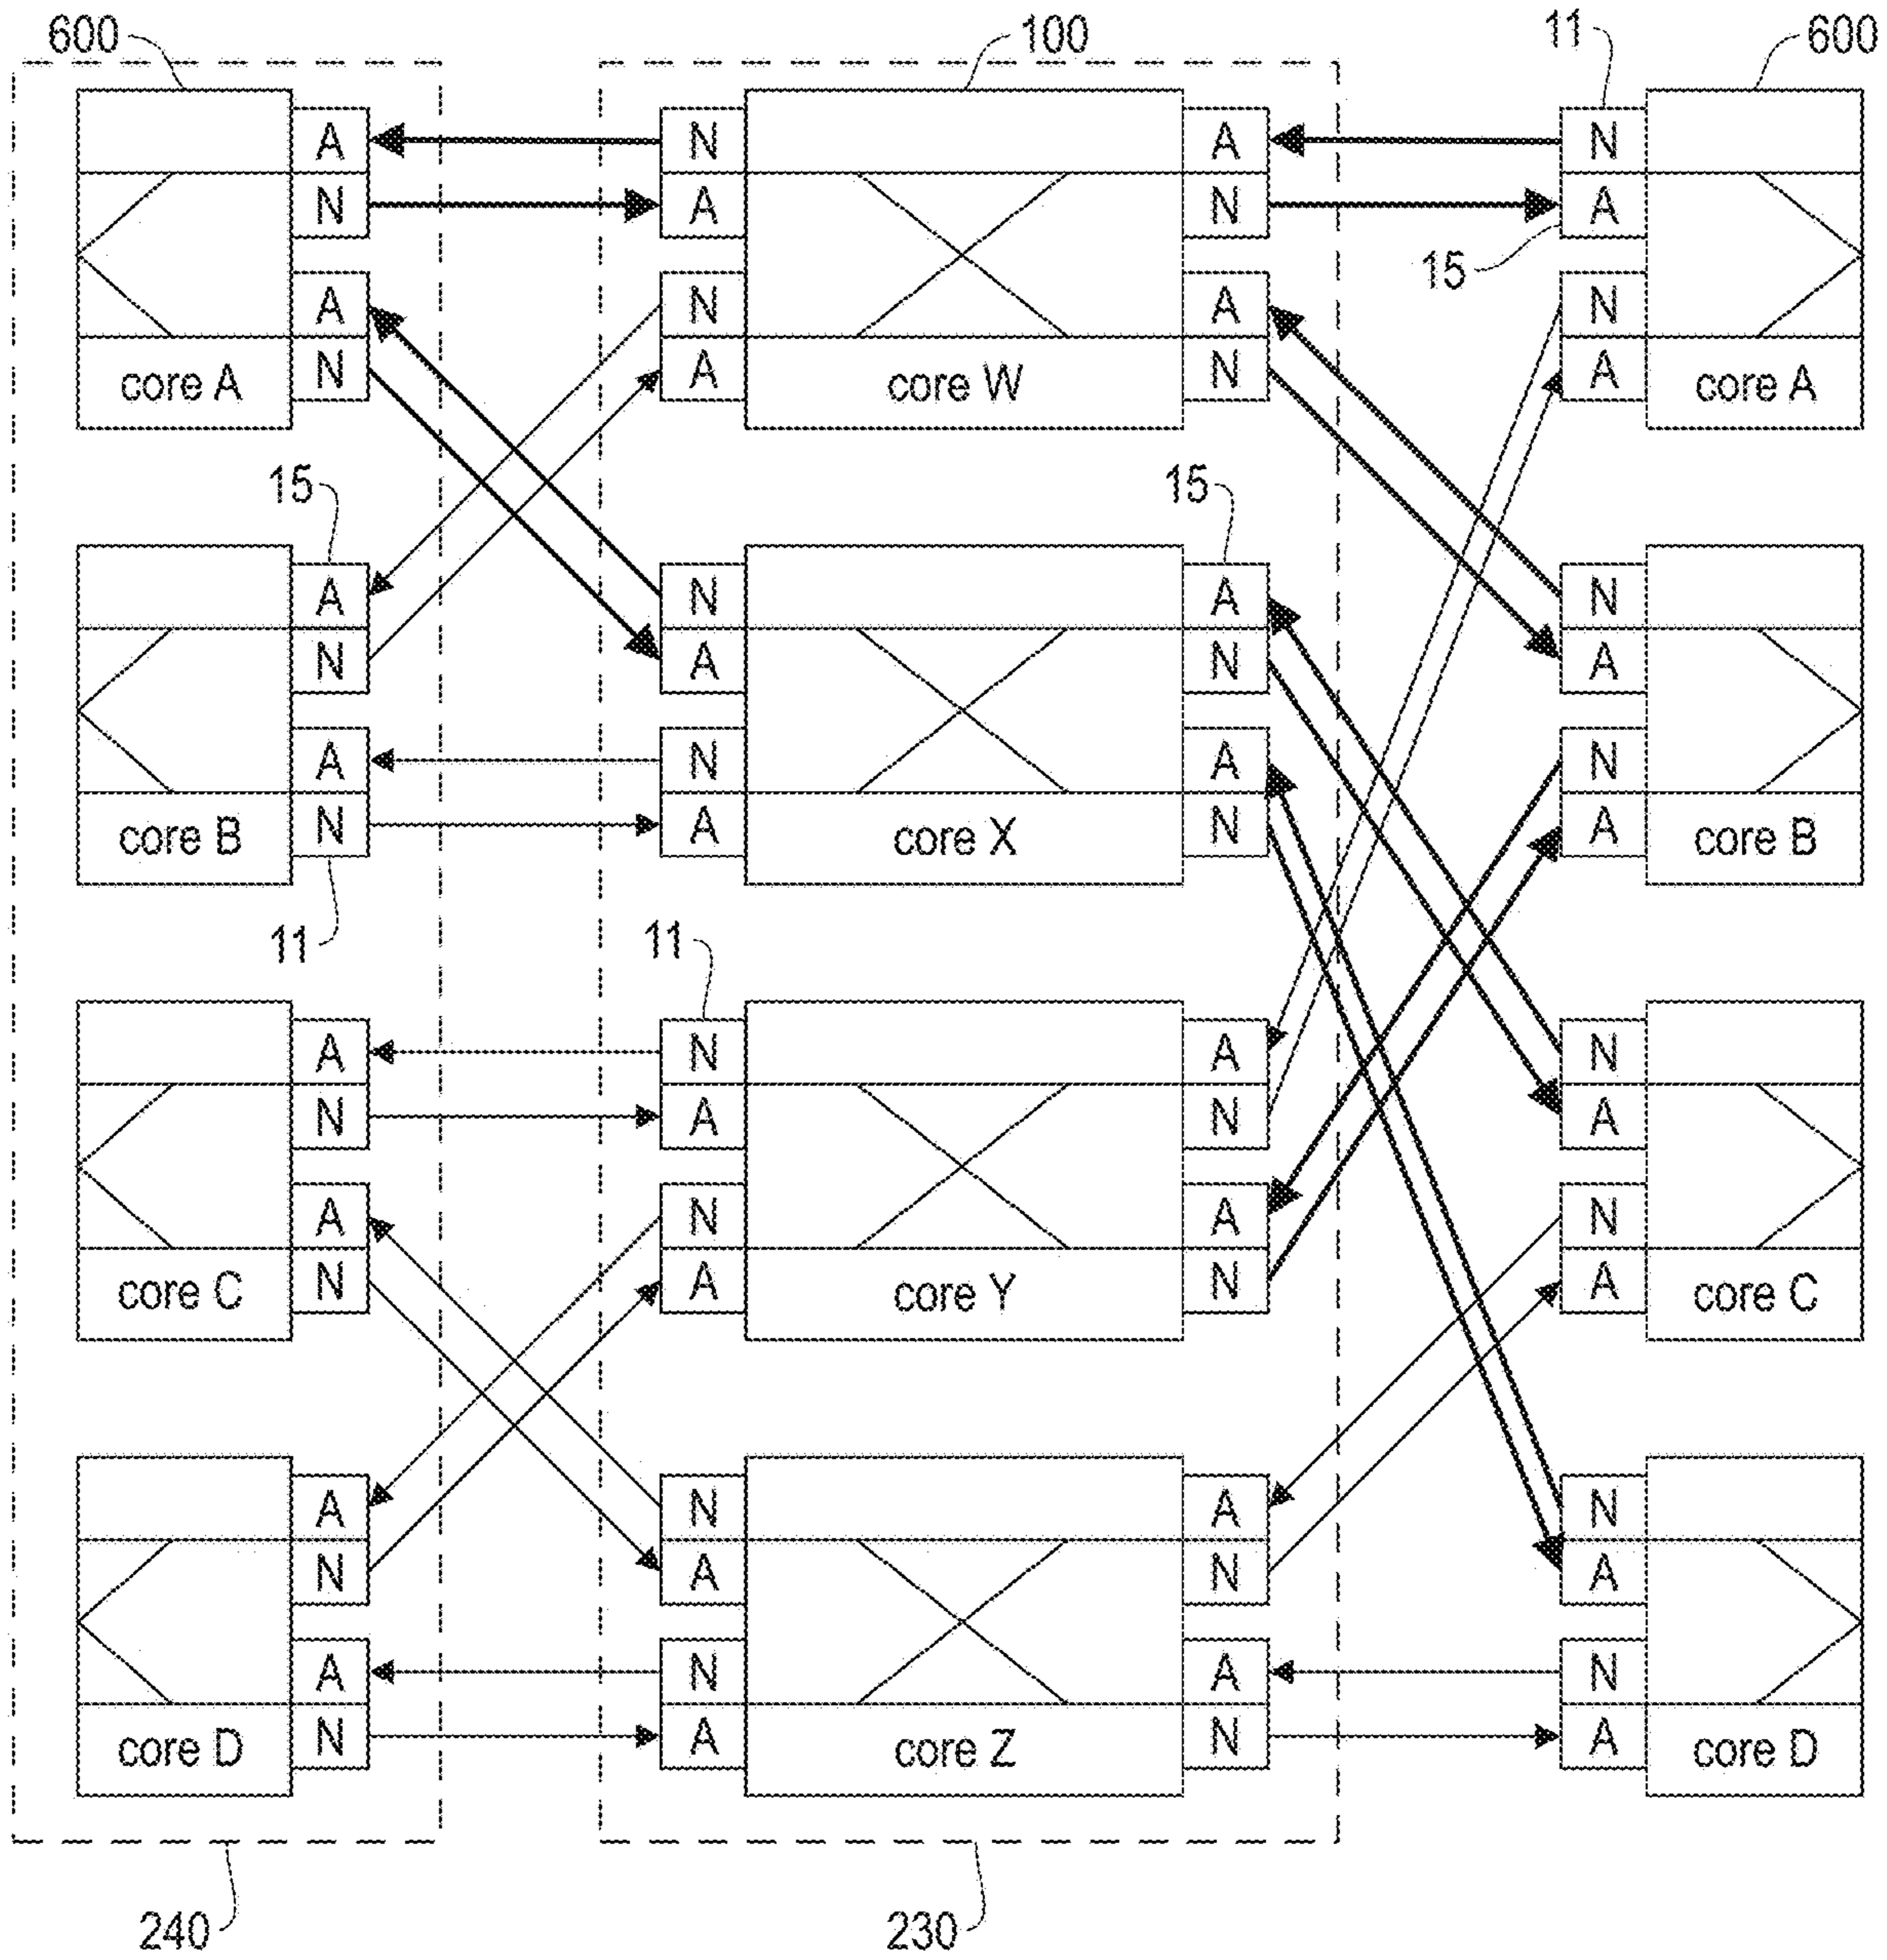 600 100 11 600
A N A N
N A N A
15
A N A N
N A N A
core A core W core A
15 15
A N A N
N A N A
A N A N
N A N A
core B core X core B
11 11
A N A N
N A N A
A N A N
N A N A
core C core Y core C
A N A N
N A N A
A N A N
N A N A
core D core Z core D
240 230